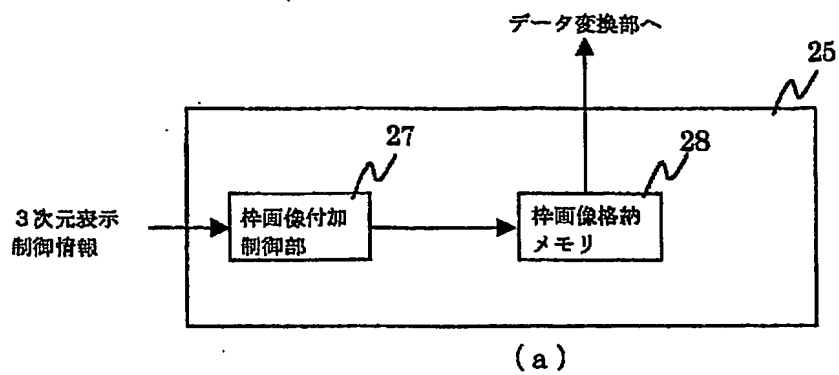 データ変換部へ
25
27
28
3次元表示
制御情報
枠画像付加
制御部
枠画像格納
メモリ
(a)